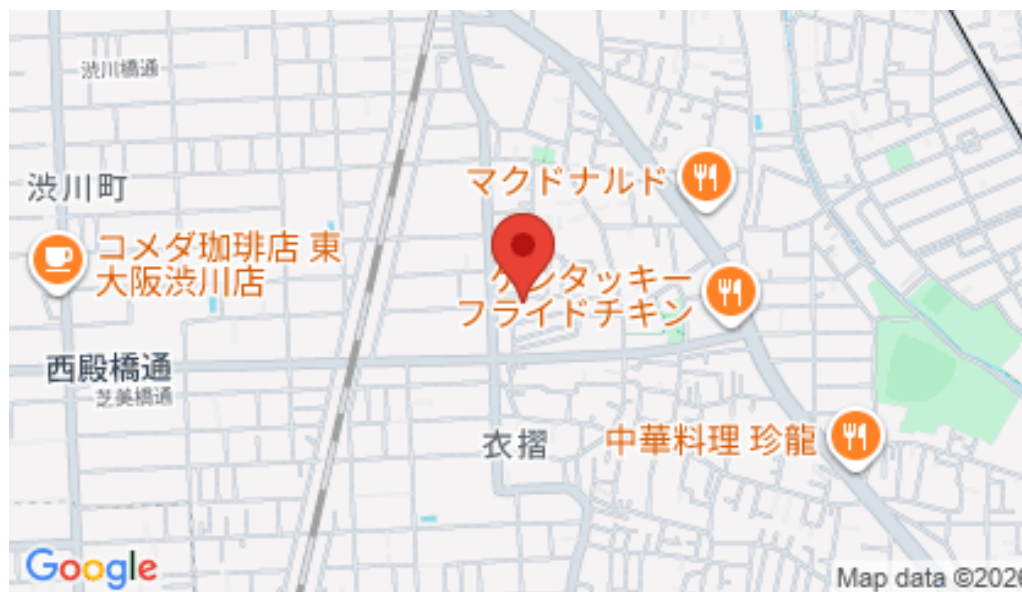 渋川橋通
マクドナルド
渋川町
コメダ珈琲店 東
大阪渋川店
ケンタッキー
フライドチキン
西殿橋通
芝美橋通
衣摺
中華料理 珍龍
Google
Map data ©2026